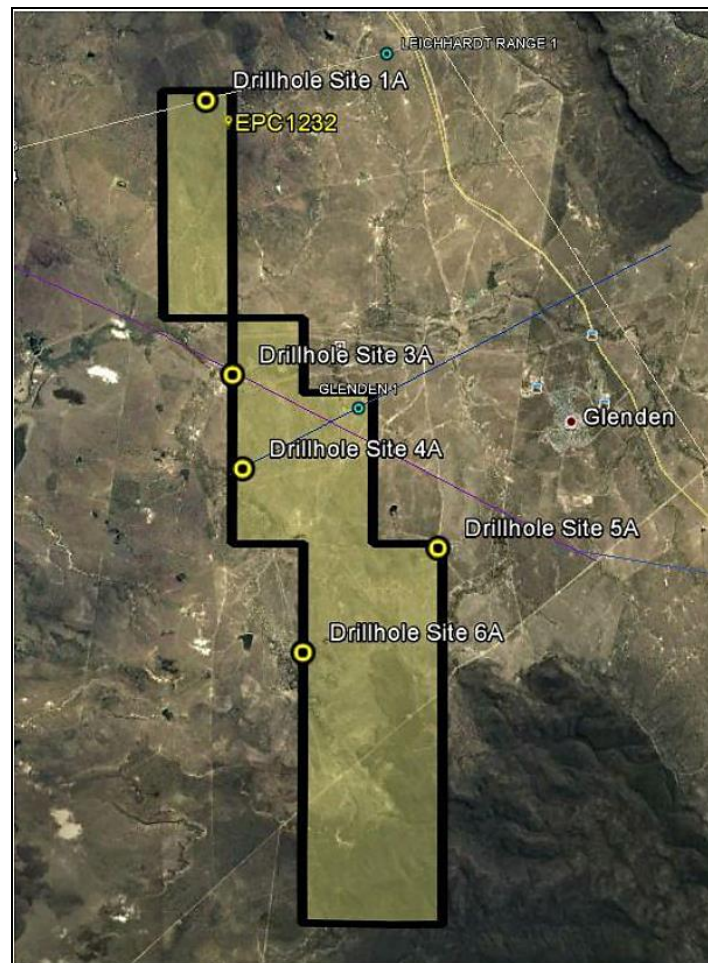 LEICHHARDT RANGE 1
Drillhole Site 1A
EPC1232
Drillhole Site 3A
GLENDEN 1
Glenden
Drillhole Site 4A
Drillhole Site 5A
Drillhole Site 6A